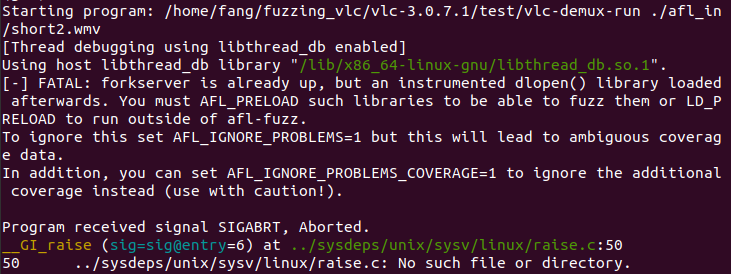 Starting program: /home/fang/fuzzing_vlc/vlc-3.0.7.1/test/vlc-demux-run ./afl_in
/short2.wmv
[Thread debugging using libthread_db enabled]
Using host libthread_db library "/lib/x86_64-linux-gnu/libthread_db.so.1".
[-] FATAL: forkserver is already up, but an instrumented dlopen() library loaded
 afterwards. You must AFL_PRELOAD such libraries to be able to fuzz them or LD_P
RELOAD to run outside of afl-fuzz.
To ignore this set AFL_IGNORE_PROBLEMS=1 but this will lead to ambiguous coverag
e data.
In addition, you can set AFL_IGNORE_PROBLEMS_COVERAGE=1 to ignore the additional
 coverage instead (use with caution!).
Program received signal SIGABRT, Aborted.
__GI_raise (sig=sig@entry=6) at ../sysdeps/unix/sysv/linux/raise.c:50
50      ../sysdeps/unix/sysv/linux/raise.c: No such file or directory.